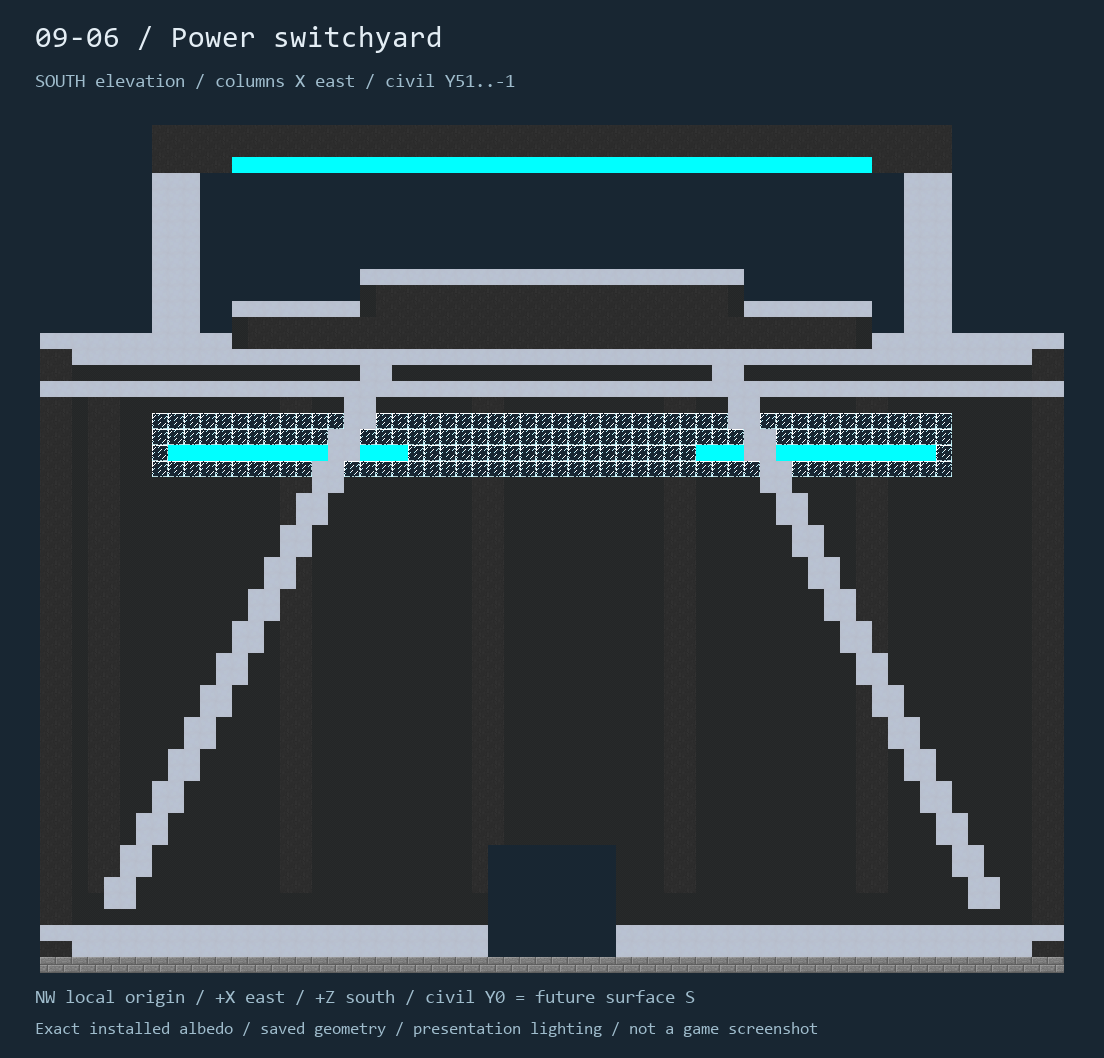 09-06 / Power switchyard
SOUTH elevation / columns X east / civil Y51..-1
NW local origin / +X east / +Z south / civil Y0 = future surface S
Exact installed albedo / saved geometry / presentation lighting / not a game screenshot